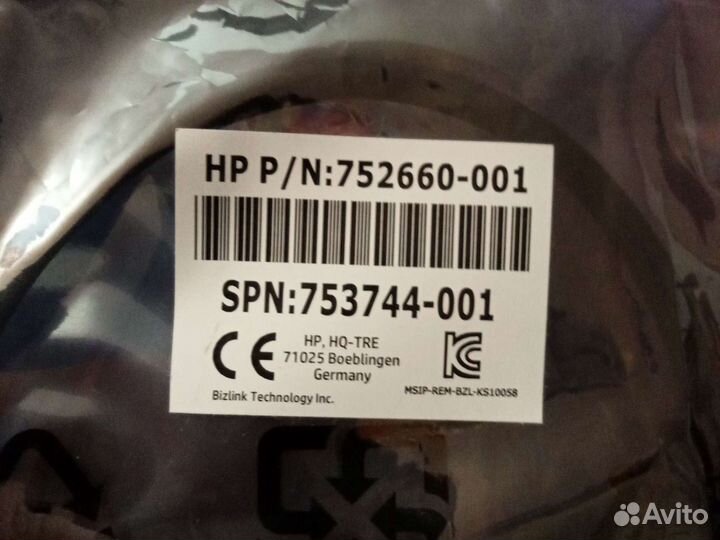 HP P/N:752660-001
SPN:753744-001
CE
HP, HQ-TRE
71025 Boeblingen
Germany
Bizlink Technology Inc.
MSIP-REM-BZL-KS10058
Avito